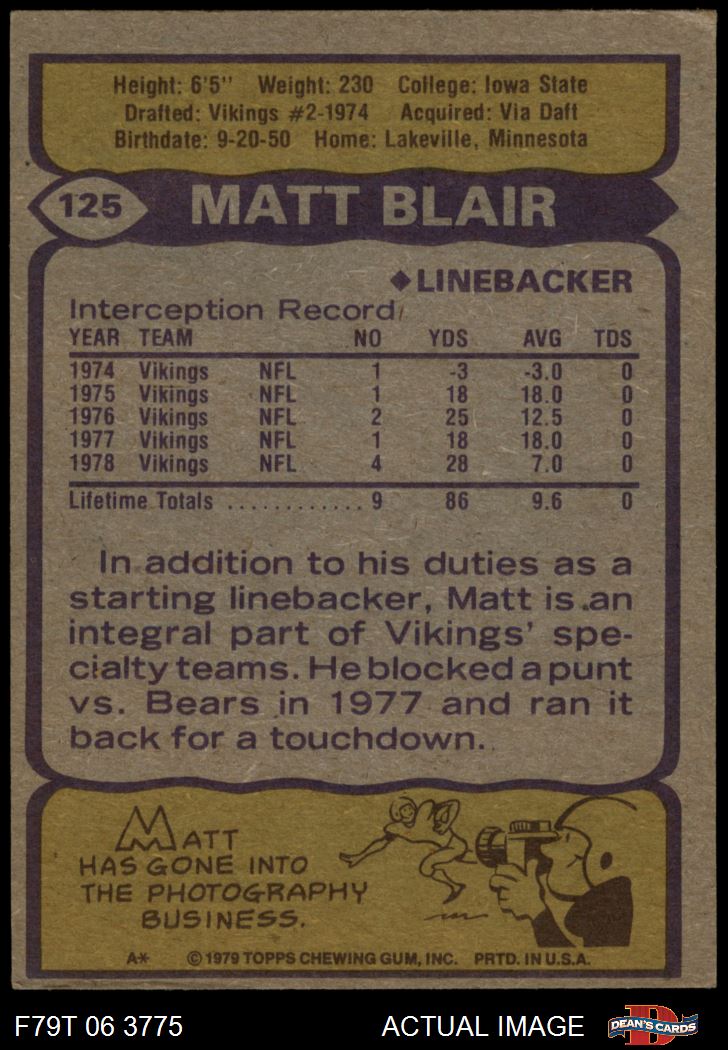 Height: 6'5" Weight: 230 College: Iowa State
Drafted: Vikings #2-1974 Acquired: Via Daft
Birthdate: 9-20-50 Home: Lakeville, Minnesota
125 MATT BLAIR
◆LINEBACKER
Interception Record
YEAR TEAM NO YDS AVG TDS
1974 Vikings NFL 1 -3 -3.0 0
1975 Vikings NFL 1 18 18.0 0
1976 Vikings NFL 2 25 12.5 0
1977 Vikings NFL 1 18 18.0 0
1978 Vikings NFL 4 28 7.0 0
Lifetime Totals ............ 9 86 9.6 0
In addition to his duties as a
starting linebacker, Matt is an
integral part of Vikings' spe-
cialty teams. He blocked a punt
vs. Bears in 1977 and ran it
back for a touchdown.
MATT
HAS GONE INTO
THE PHOTOGRAPHY
BUSINESS.
A* © 1979 TOPPS CHEWING GUM, INC. PRTD. IN U.S.A.
F79T 06 3775 ACTUAL IMAGE DEAN'S CARDS